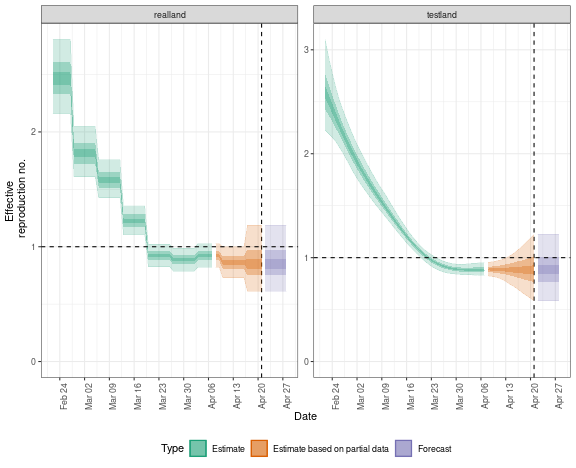 realland
testland
Effective
reproduction no.
2
1
0
3
2
1
0
Feb 24
Mar 02
Mar 09
Mar 16
Mar 23
Mar 30
Apr 06
Apr 13
Apr 20
Apr 27
Feb 24
Mar 02
Mar 09
Mar 16
Mar 23
Mar 30
Apr 06
Apr 13
Apr 20
Apr 27
Date
Type Estimate Estimate based on partial data Forecast